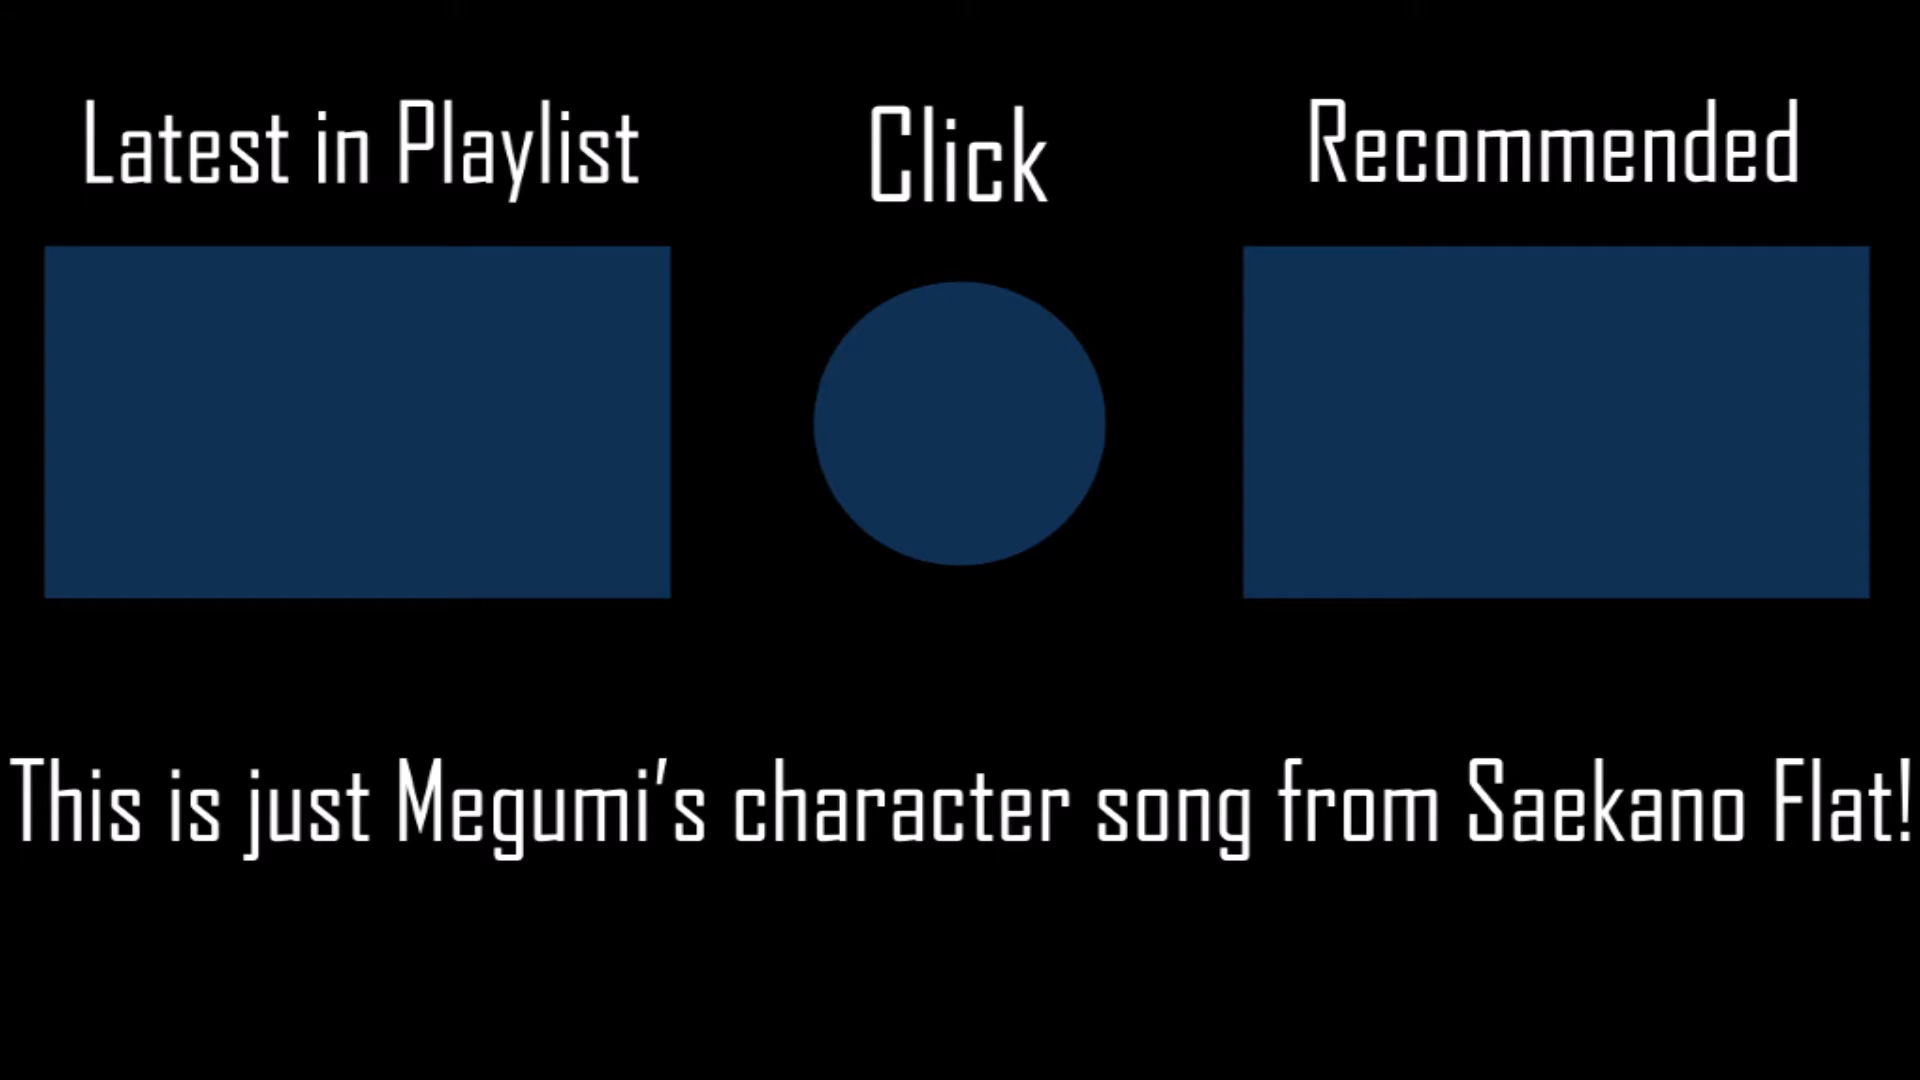 Latest in Playlist
Click
Recommended
This is just Megumi’s character song from Saekano Flat!